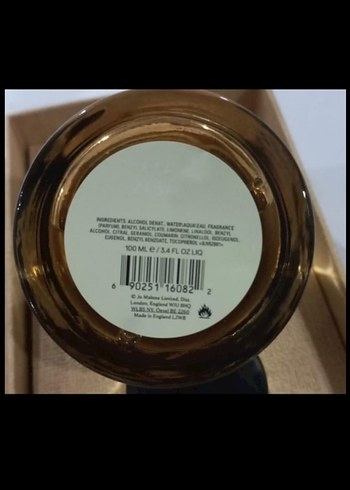 INGREDIENTS: ALCOHOL DENAT., WATER\AQUA\EAU, FRAGRANCE
(PARFUM), BENZYL SALICYLATE, LIMONENE, LINALOOL, BENZYL
ALCOHOL, CITRAL, GERANIOL, COUMARIN, CITRONELLOL, ISOEUGENOL,
EUGENOL, BENZYL BENZOATE, TOCOPHEROL
100 ML ℮ / 3.4 FL.OZ.LIQ
6 90251 16082 2
© Jo Malone Limited, Dist.
London, England W1U 8HQ
Made in England